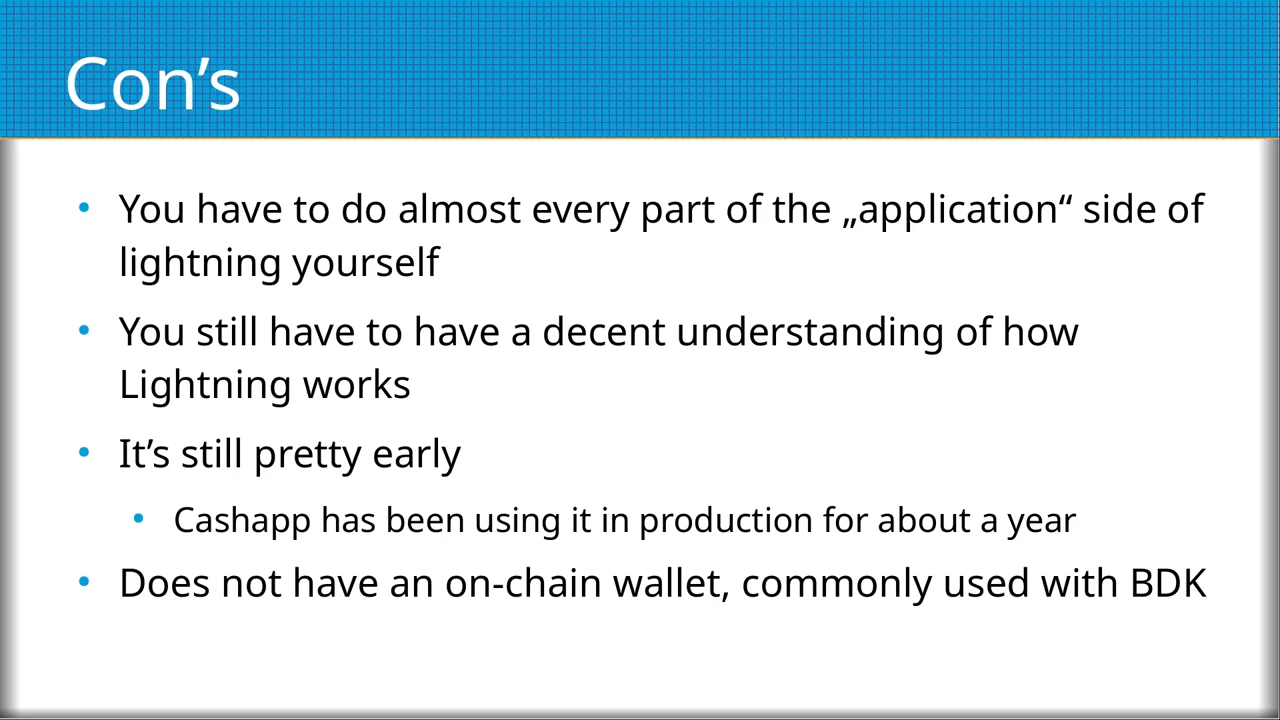 Con’s
• You have to do almost every part of the „application“ side of
lightning yourself
• You still have to have a decent understanding of how
Lightning works
• It’s still pretty early
• Cashapp has been using it in production for about a year
• Does not have an on-chain wallet, commonly used with BDK